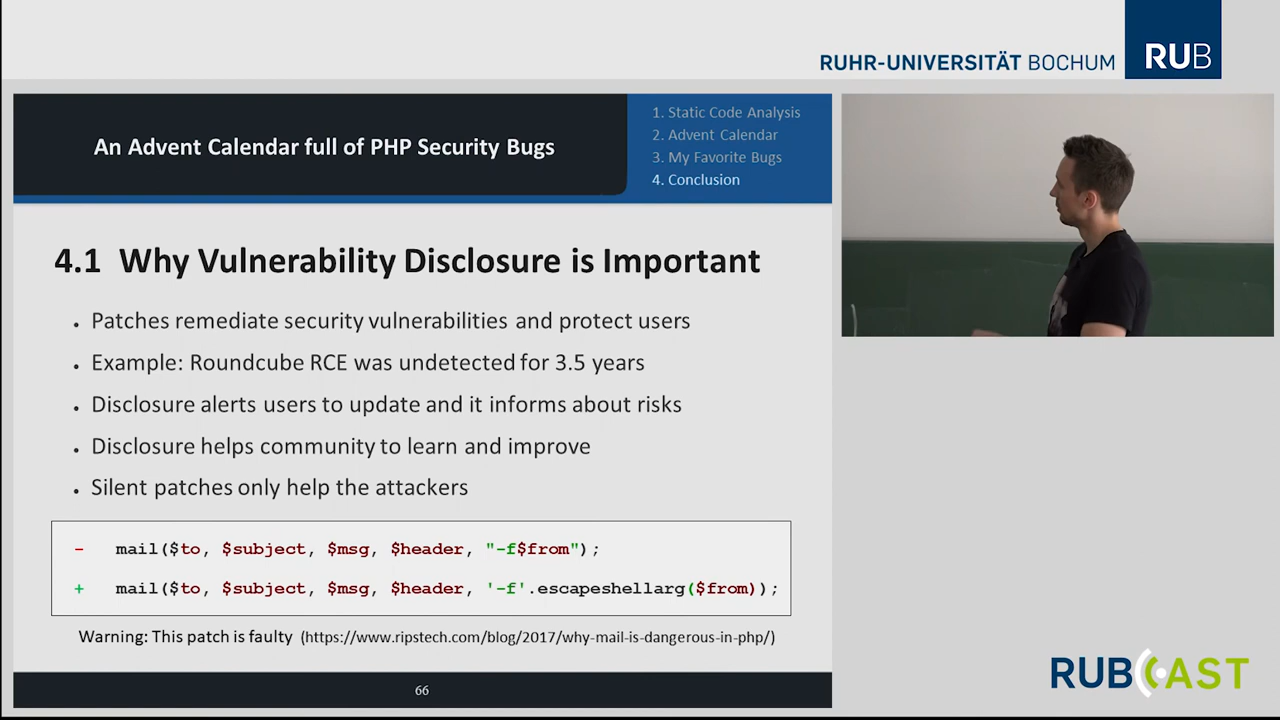 RUHR-UNIVERSITÄT BOCHUM
RUB
An Advent Calendar full of PHP Security Bugs
1. Static Code Analysis
2. Advent Calendar
3. My Favorite Bugs
4. Conclusion
4.1 Why Vulnerability Disclosure is Important
• Patches remediate security vulnerabilities and protect users
• Example: Roundcube RCE was undetected for 3.5 years
• Disclosure alerts users to update and it informs about risks
• Disclosure helps community to learn and improve
• Silent patches only help the attackers
- mail($to, $subject, $msg, $header, "-f$from");
+ mail($to, $subject, $msg, $header, '-f'.escapeshellarg($from));
Warning: This patch is faulty (https://www.ripstech.com/blog/2017/why-mail-is-dangerous-in-php/)
66
RUBCAST